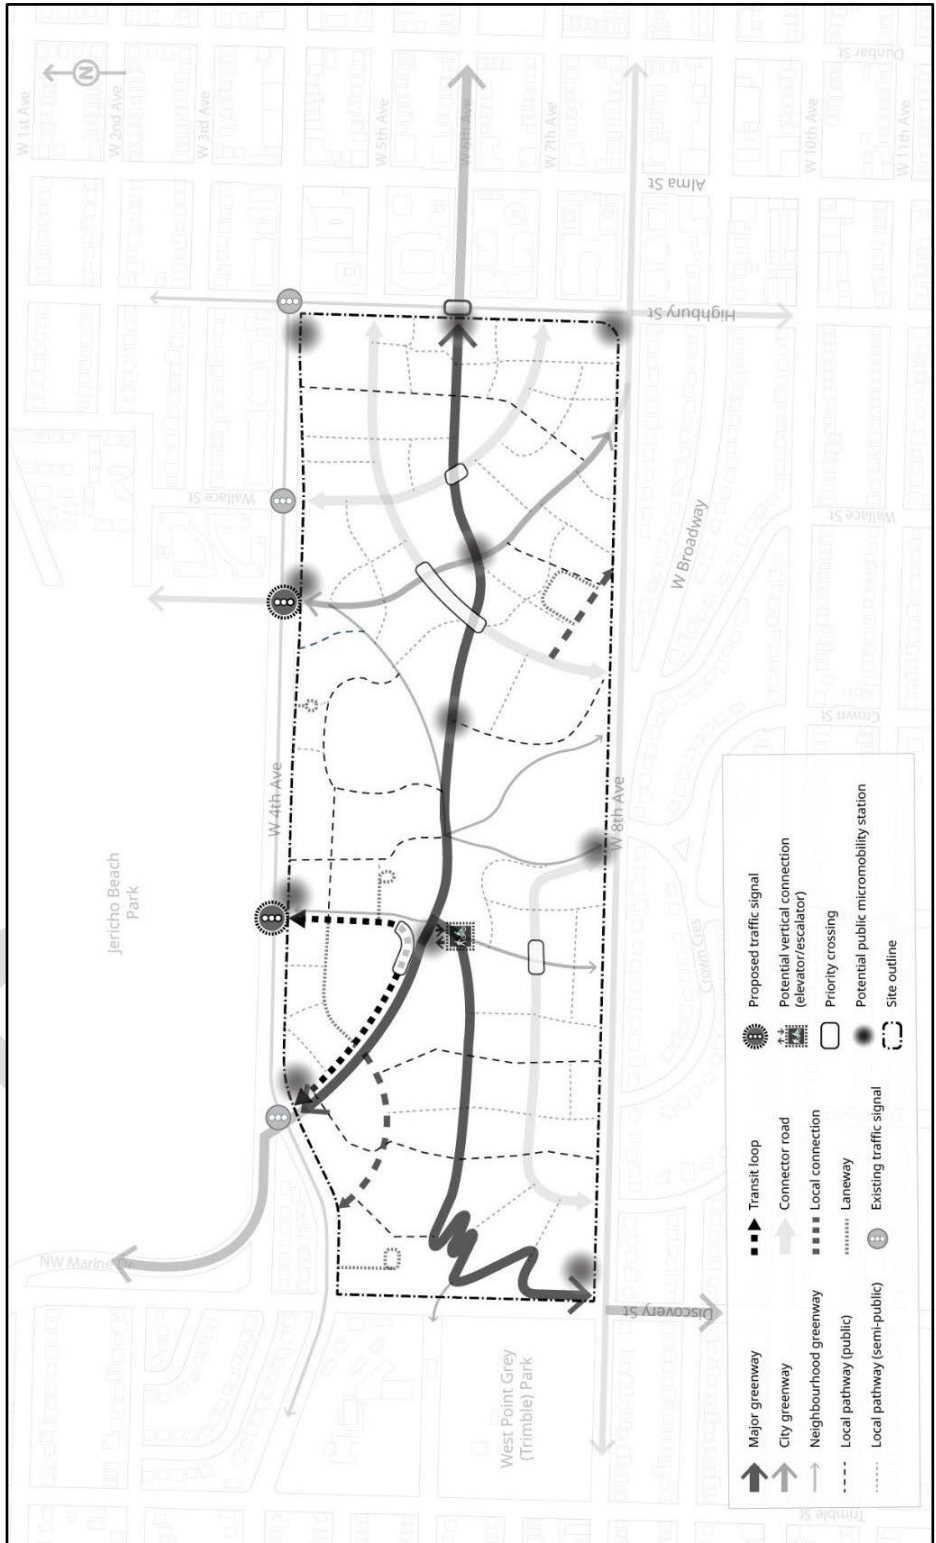 N
W 1st Ave
W 2nd Ave
W 3rd Ave
W 5th Ave
W 6th Ave
W 7th Ave
W 10th Ave
W 11th Ave
Dunbar St
Alma St
Highbury St
Wallace St
Wallace St
W Broadway
Crown St
Crown Cres
W 4th Ave
W 8th Ave
Jericho Beach
Park
NW Marine Dr
Discovery St
West Point Grey
(Trimble) Park
Trimble St
Major greenway
City greenway
Neighbourhood greenway
Local pathway (public)
Local pathway (semi-public)
Transit loop
Connector road
Local connection
Laneway
Existing traffic signal
Proposed traffic signal
Potential vertical connection
(elevator/escalator)
Priority crossing
Potential public micromobility station
Site outline